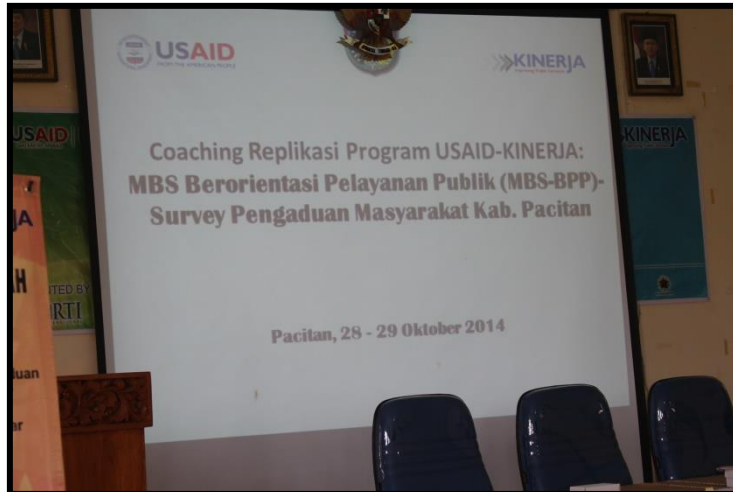 USAID
FROM THE AMERICAN PEOPLE
KINERJA
Coaching Replikasi Program USAID-KINERJA:
MBS Berorientasi Pelayanan Publik (MBS-BPP)-
Survey Pengaduan Masyarakat Kab. Pacitan
Pacitan, 28 - 29 Oktober 2014
USAID
KINERJA
JA
H
TED BY
RTI
luan
ar